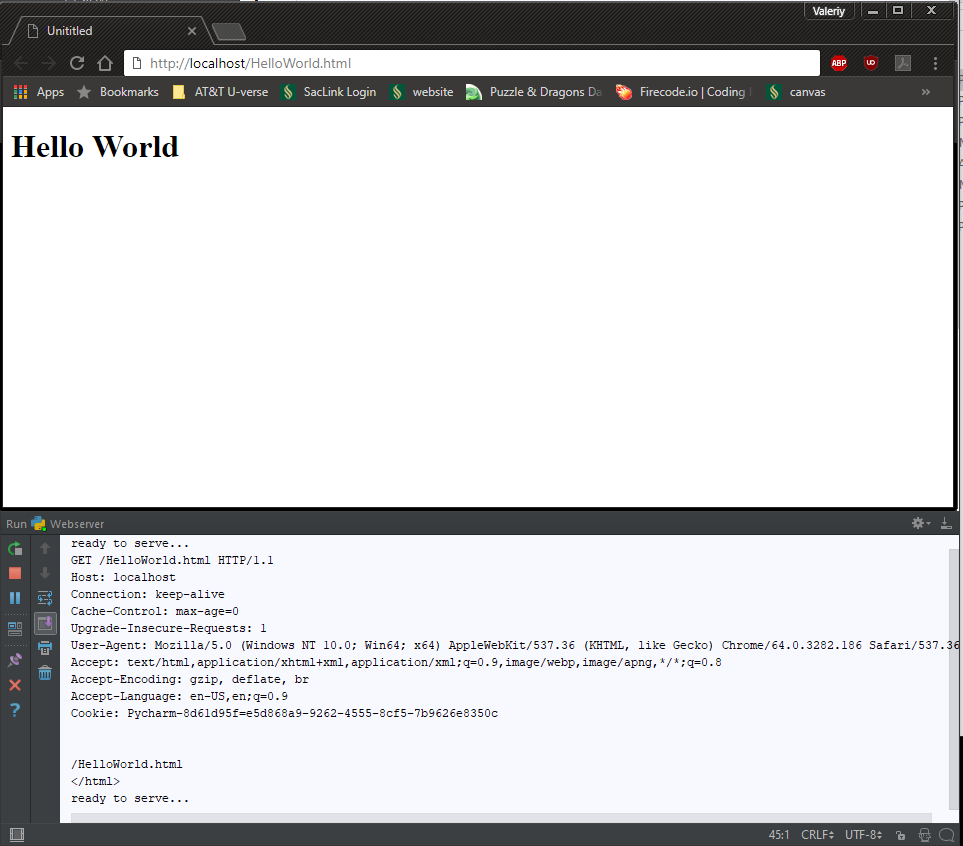 Valeriy
Unititled
http://localhost/HelloWorld.html
ABP
UD
Apps Bookmarks AT&T U-verse SacLink Login website Puzzle & Dragons Da Firecode.io | Coding canvas »
Hello World
Run Webserver
ready to serve...
GET /HelloWorld.html HTTP/1.1
Host: localhost
Connection: keep-alive
Cache-Control: max-age=0
Upgrade-Insecure-Requests: 1
User-Agent: Mozilla/5.0 (Windows NT 10.0; Win64; x64) AppleWebKit/537.36 (KHTML, like Gecko) Chrome/64.0.3282.186 Safari/537.36
Accept: text/html,application/xhtml+xml,application/xml;q=0.9,image/webp,image/apng,*/*;q=0.8
Accept-Encoding: gzip, deflate, br
Accept-Language: en-US,en;q=0.9
Cookie: Pycharm-8d61d95f=e5d868a9-9262-4555-8cf5-7b9626e8350c
/HelloWorld.html
</html>
ready to serve...
45:1 CRLF UTF-8